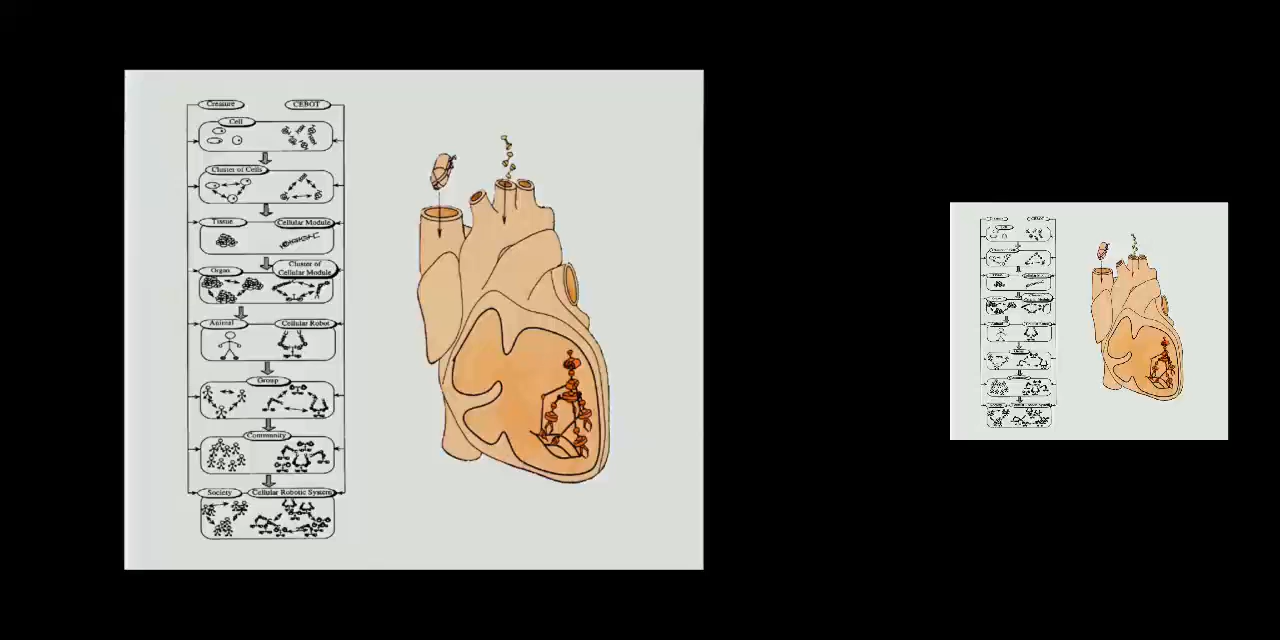 Creature CEBOT
Cell
Cluster of Cells
Tissue Cellular Module
Organ Cluster of
Cellular Module
Animal Cellular Robot
Group
Community
Society Cellular Robotic System